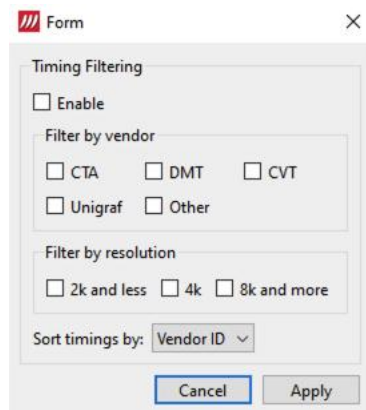 Form
Timing Filtering
Enable
Filter by vendor
CTA DMT CVT
Unigraf Other
Filter by resolution
2k and less 4k 8k and more
Sort timings by: Vendor ID
Cancel Apply